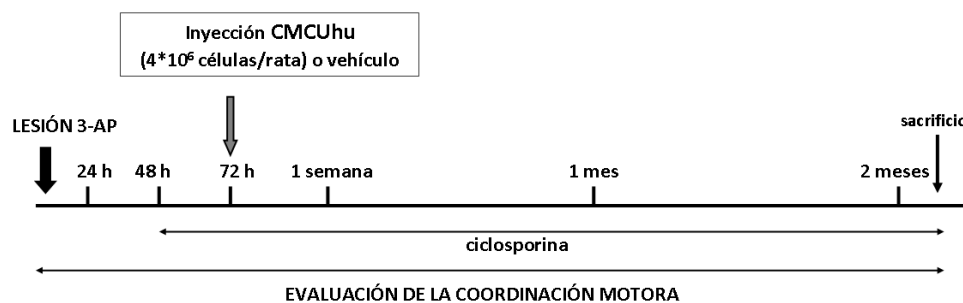 Inyección CMCUhu
(4*10⁶ células/rata) o vehículo
LESIÓN 3-AP
sacrificio
24 h 48 h 72 h 1 semana 1 mes 2 meses
ciclosporina
EVALUACIÓN DE LA COORDINACIÓN MOTORA